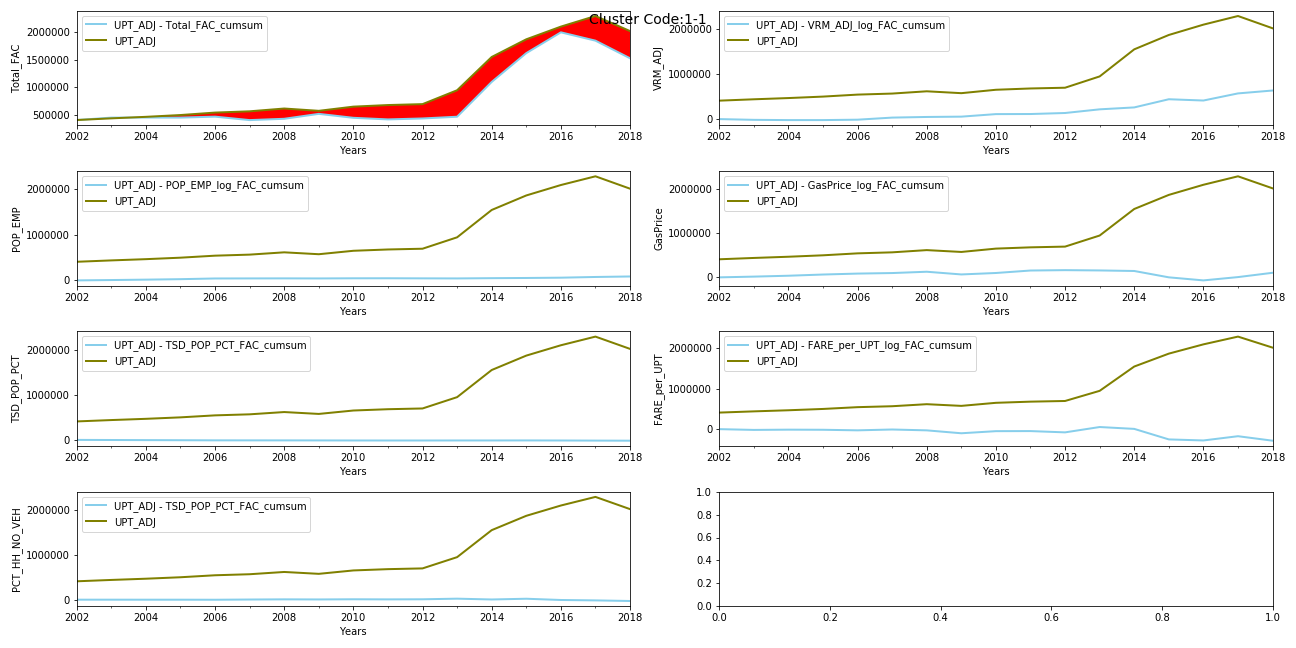 Cluster Code:1-1
UPT_ADJ - Total_FAC_cumsum
UPT_ADJ
Total_FAC
2000000
1500000
1000000
500000
2002 2004 2006 2008 2010 2012 2014 2016 2018
Years
UPT_ADJ - VRM_ADJ_log_FAC_cumsum
UPT_ADJ
VRM_ADJ
2000000
1000000
0
2002 2004 2006 2008 2010 2012 2014 2016 2018
Years
UPT_ADJ - POP_EMP_log_FAC_cumsum
UPT_ADJ
POP_EMP
2000000
1000000
0
2002 2004 2006 2008 2010 2012 2014 2016 2018
Years
UPT_ADJ - GasPrice_log_FAC_cumsum
UPT_ADJ
GasPrice
2000000
1000000
0
2002 2004 2006 2008 2010 2012 2014 2016 2018
Years
UPT_ADJ - TSD_POP_PCT_FAC_cumsum
UPT_ADJ
TSD_POP_PCT
2000000
1000000
0
2002 2004 2006 2008 2010 2012 2014 2016 2018
Years
UPT_ADJ - FARE_per_UPT_log_FAC_cumsum
UPT_ADJ
FARE_per_UPT
2000000
1000000
0
2002 2004 2006 2008 2010 2012 2014 2016 2018
Years
UPT_ADJ - TSD_POP_PCT_FAC_cumsum
UPT_ADJ
PCT_HH_NO_VEH
2000000
1000000
0
2002 2004 2006 2008 2010 2012 2014 2016 2018
Years
1.0
0.8
0.6
0.4
0.2
0.0
0.0 0.2 0.4 0.6 0.8 1.0